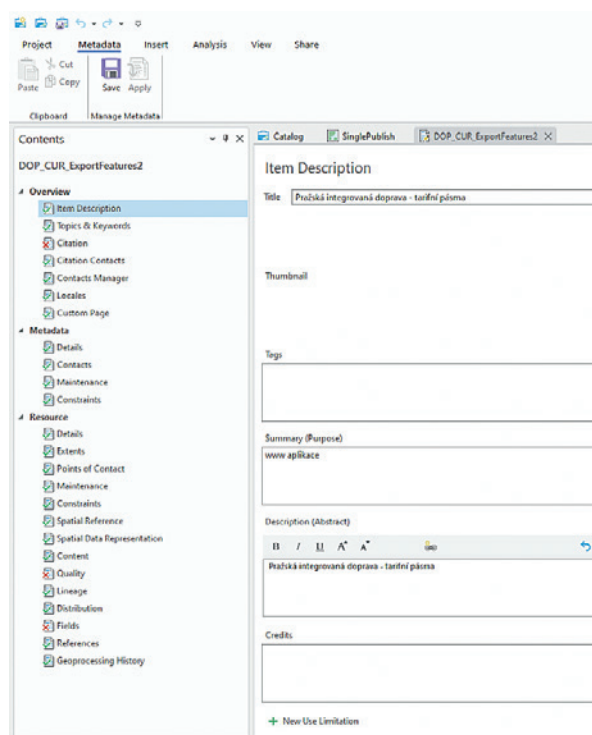 Project Metadata Insert Analysis View Share
Cut
Copy
Paste
Save Apply
Clipboard Manage Metadata
Contents
DOP_CUR_ExportFeatures2
Overview
Item Description
Topics & Keywords
Citation
Citation Contacts
Contacts Manager
Locales
Custom Page
Metadata
Details
Contacts
Maintenance
Constraints
Resource
Details
Extents
Points of Contact
Maintenance
Constraints
Spatial Reference
Spatial Data Representation
Content
Quality
Lineage
Distribution
Fields
References
Geoprocessing History
Catalog SinglePublish DOP_CUR_ExportFeatures2
Item Description
Title Pražská integrovaná doprava - tarifní pásma
Thumbnail
Tags
Summary (Purpose)
www aplikace
Description (Abstract)
B I U A A
Pražská integrovaná doprava - tarifní pásma
Credits
New Use Limitation